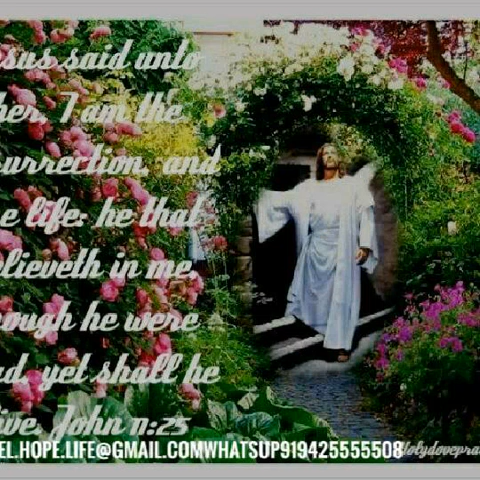 sus said unto
her, I am the
surrection, and
e life: he that
elieveth in me,
ough he were
ad, yet shall he
ive. John 11:25
EL.HOPE.LIFE@GMAIL.COMWHATSUP919425555508
Holydovepra